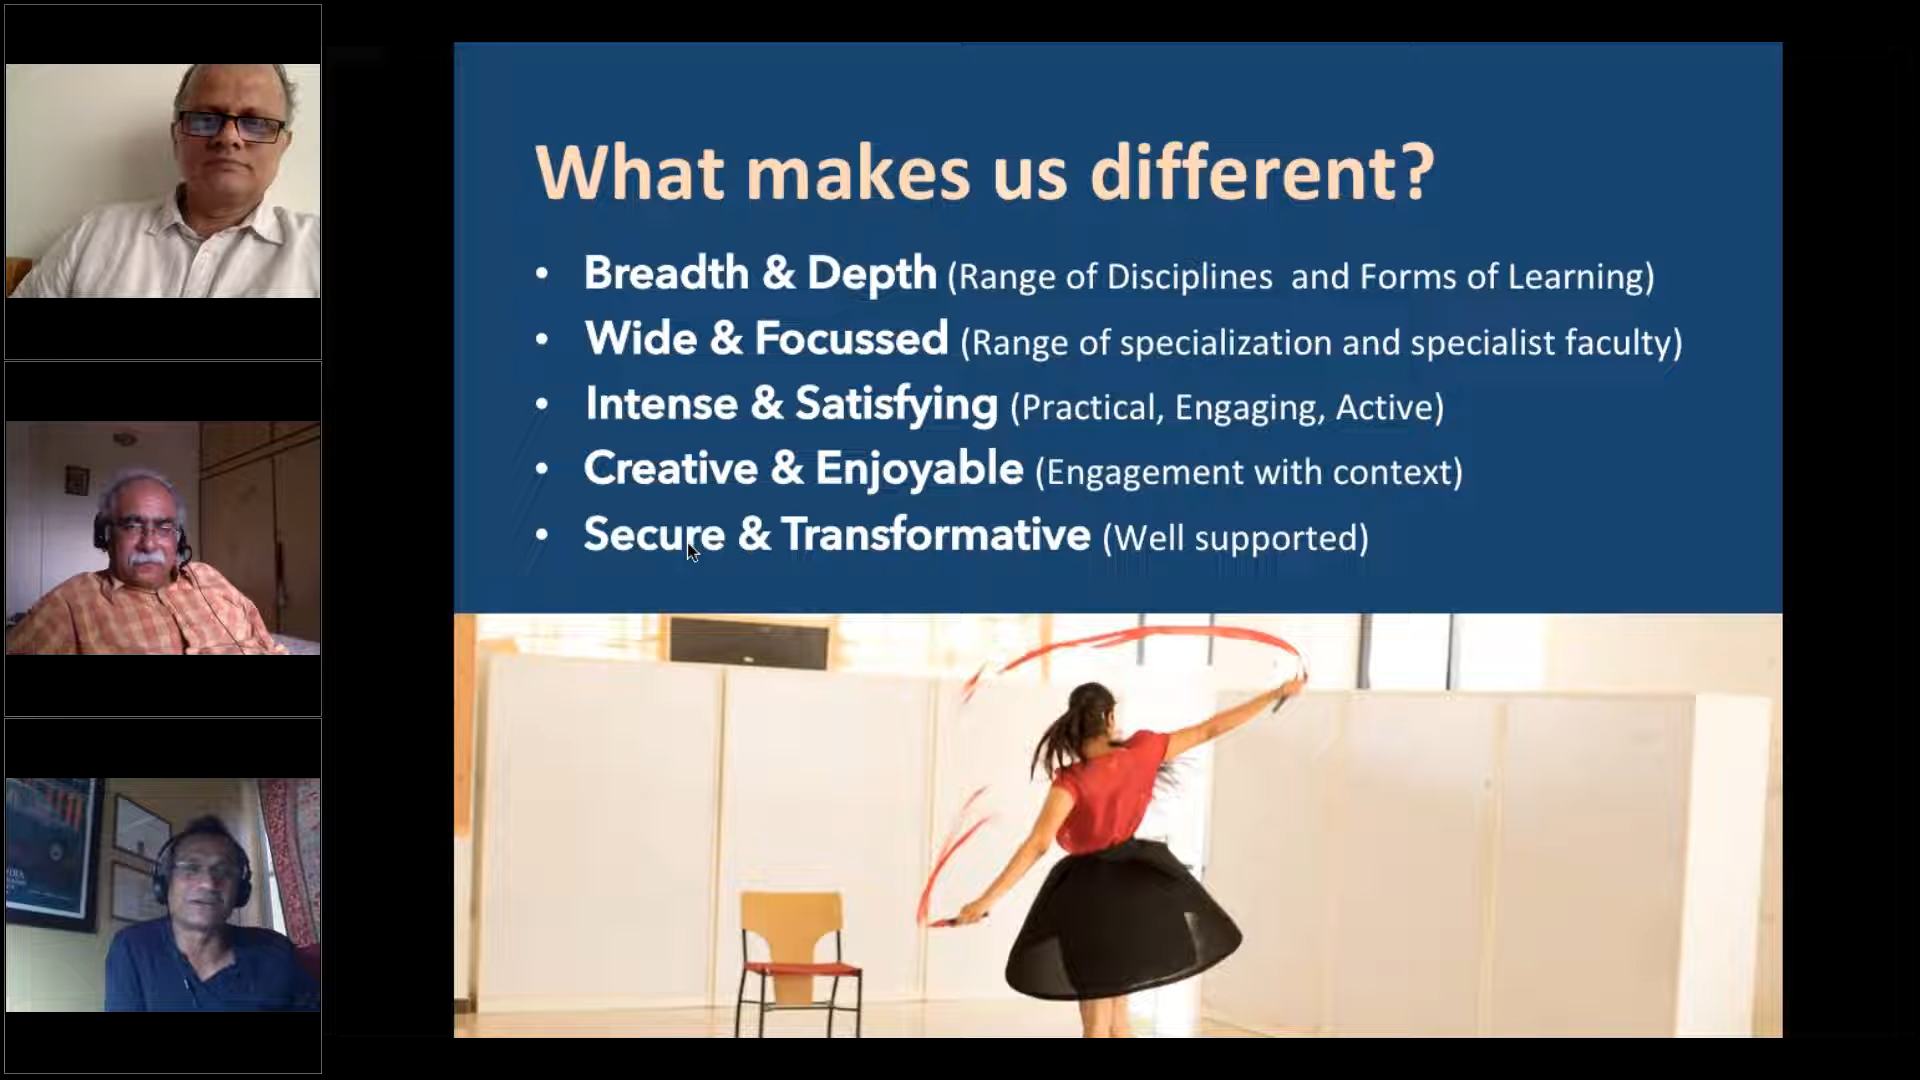 What makes us different?
• Breadth & Depth (Range of Disciplines and Forms of Learning)
• Wide & Focussed (Range of specialization and specialist faculty)
• Intense & Satisfying (Practical, Engaging, Active)
• Creative & Enjoyable (Engagement with context)
• Secure & Transformative (Well supported)